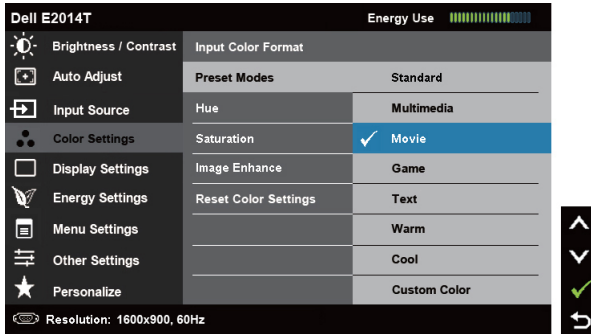 Dell E2014T Energy Use
Brightness / Contrast Input Color Format
Auto Adjust Preset Modes Standard
Input Source Hue Multimedia
Color Settings Saturation Movie
Display Settings Image Enhance Game
Energy Settings Reset Color Settings Text
Menu Settings Warm
Other Settings Cool
Personalize Custom Color
Resolution: 1600x900, 60Hz